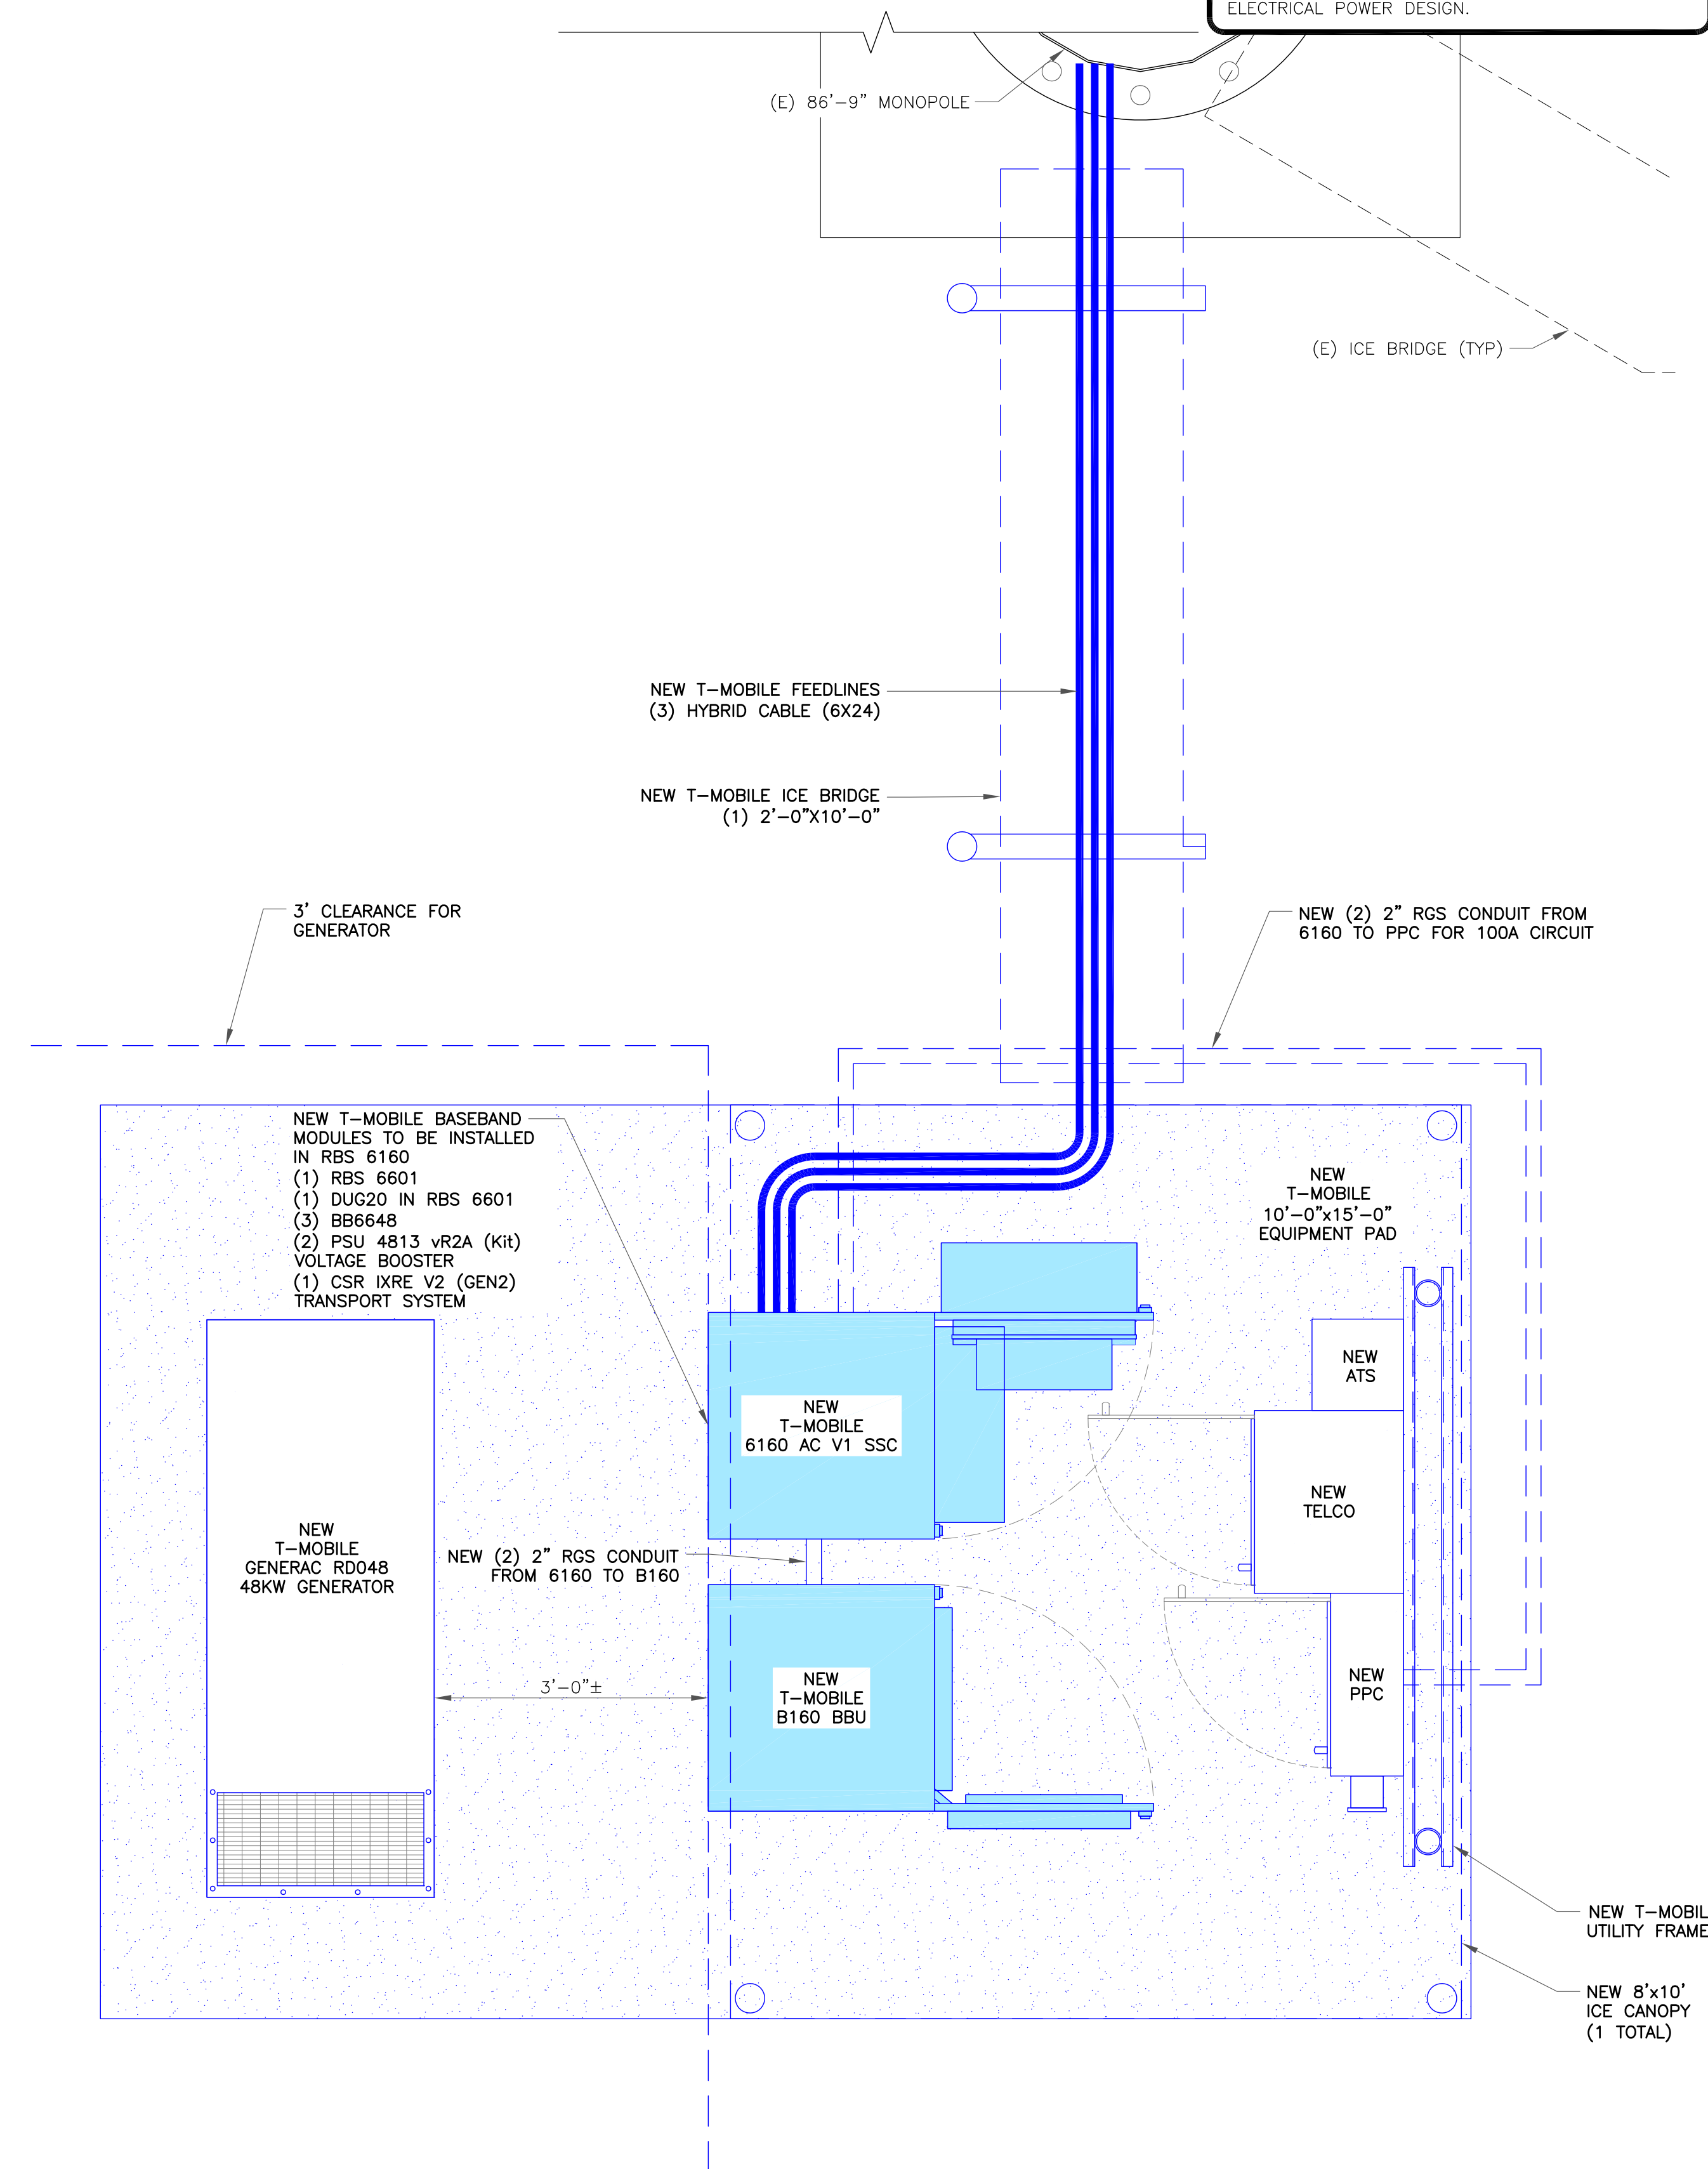 ELECTRICAL POWER DESIGN.
(E) 86'-9" MONOPOLE
(E) ICE BRIDGE (TYP)
NEW T-MOBILE FEEDLINES
(3) HYBRID CABLE (6X24)
NEW T-MOBILE ICE BRIDGE
(1) 2'-0"X10'-0"
3' CLEARANCE FOR
GENERATOR
NEW (2) 2" RGS CONDUIT FROM
6160 TO PPC FOR 100A CIRCUIT
NEW T-MOBILE BASEBAND
MODULES TO BE INSTALLED
IN RBS 6160
(1) RBS 6601
(1) DUG20 IN RBS 6601
(3) BB6648
(2) PSU 4813 vR2A (Kit)
VOLTAGE BOOSTER
(1) CSR IXRE V2 (GEN2)
TRANSPORT SYSTEM
NEW
T-MOBILE
10'-0"x15'-0"
EQUIPMENT PAD
NEW
ATS
NEW
T-MOBILE
6160 AC V1 SSC
NEW
TELCO
NEW
T-MOBILE
GENERAC RD048
48KW GENERATOR
NEW (2) 2" RGS CONDUIT
FROM 6160 TO B160
3'-0"±
NEW
T-MOBILE
B160 BBU
NEW
PPC
NEW T-MOBIL
UTILITY FRAME
NEW 8'x10'
ICE CANOPY
(1 TOTAL)